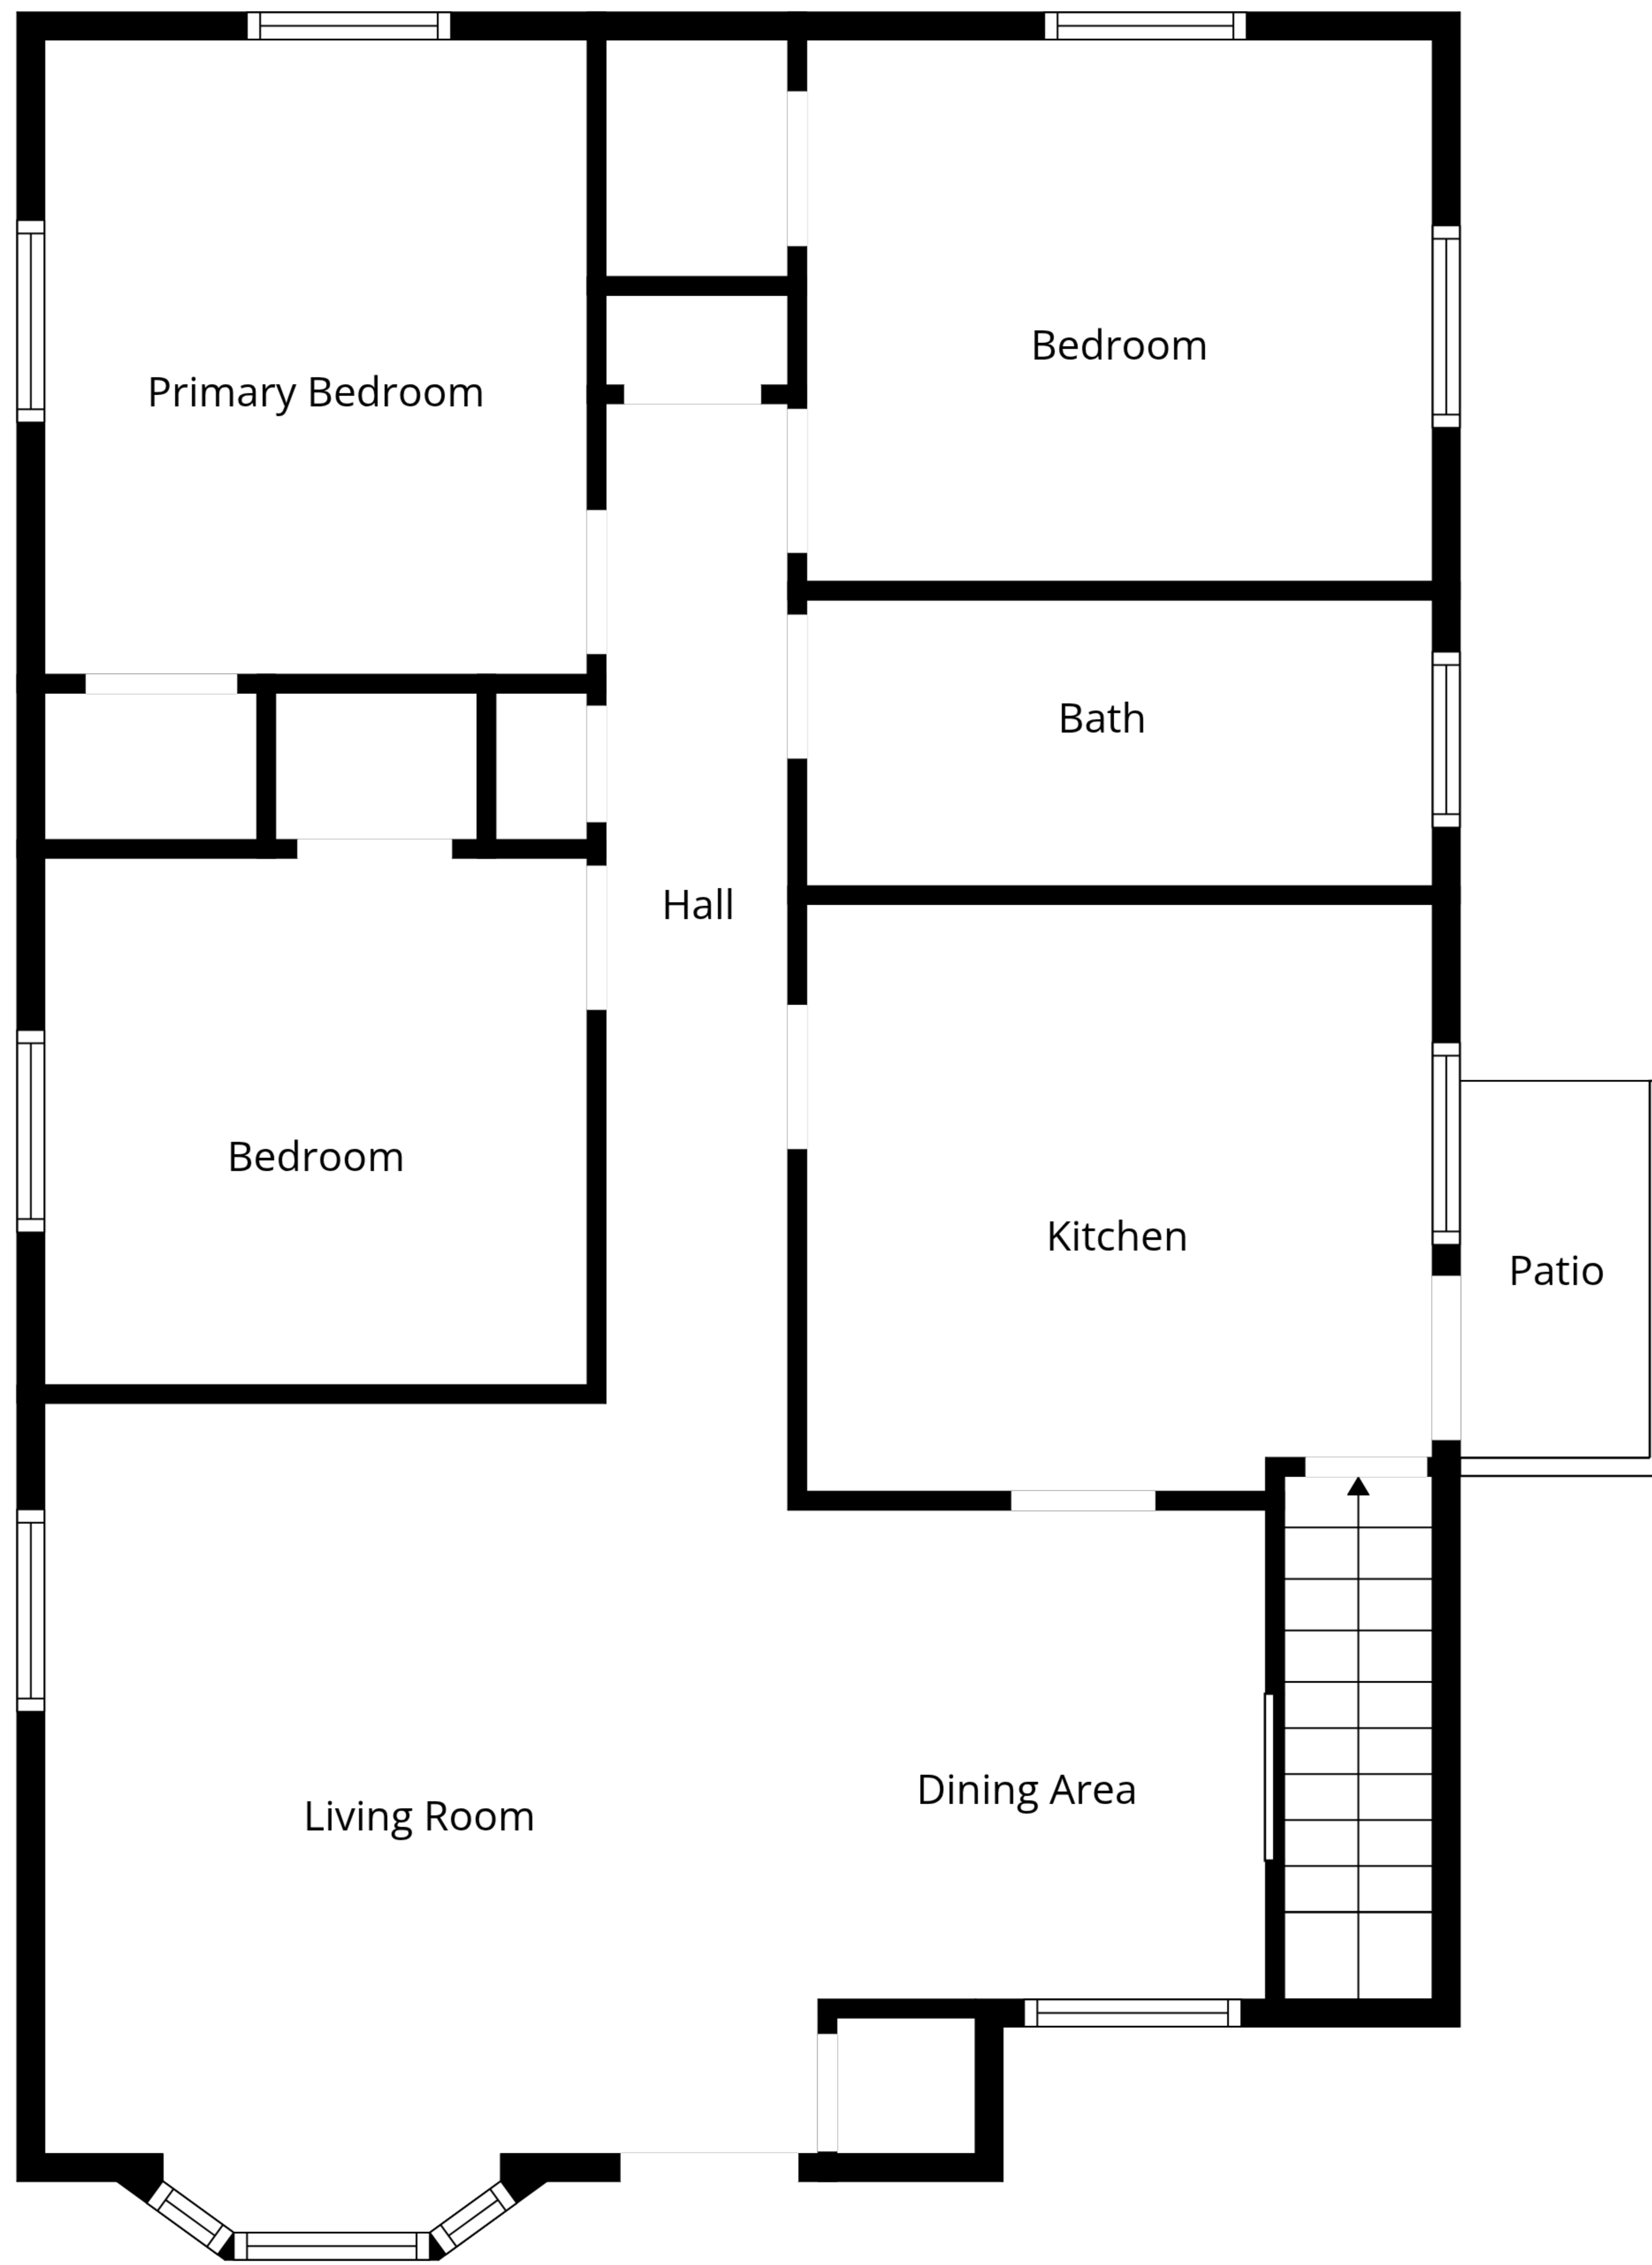 Bedroom
Primary Bedroom
Bath
Hall
Bedroom
Kitchen
Patio
Dining Area
Living Room